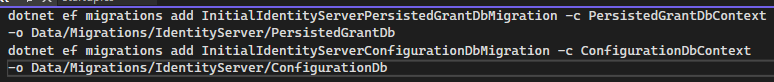 dotnet ef migrations add InitialIdentityServerPersistedGrantDbMigration -c PersistedGrantDbContext
-o Data/Migrations/IdentityServer/PersistedGrantDb
dotnet ef migrations add InitialIdentityServerConfigurationDbMigration -c ConfigurationDbContext
-o Data/Migrations/IdentityServer/ConfigurationDb